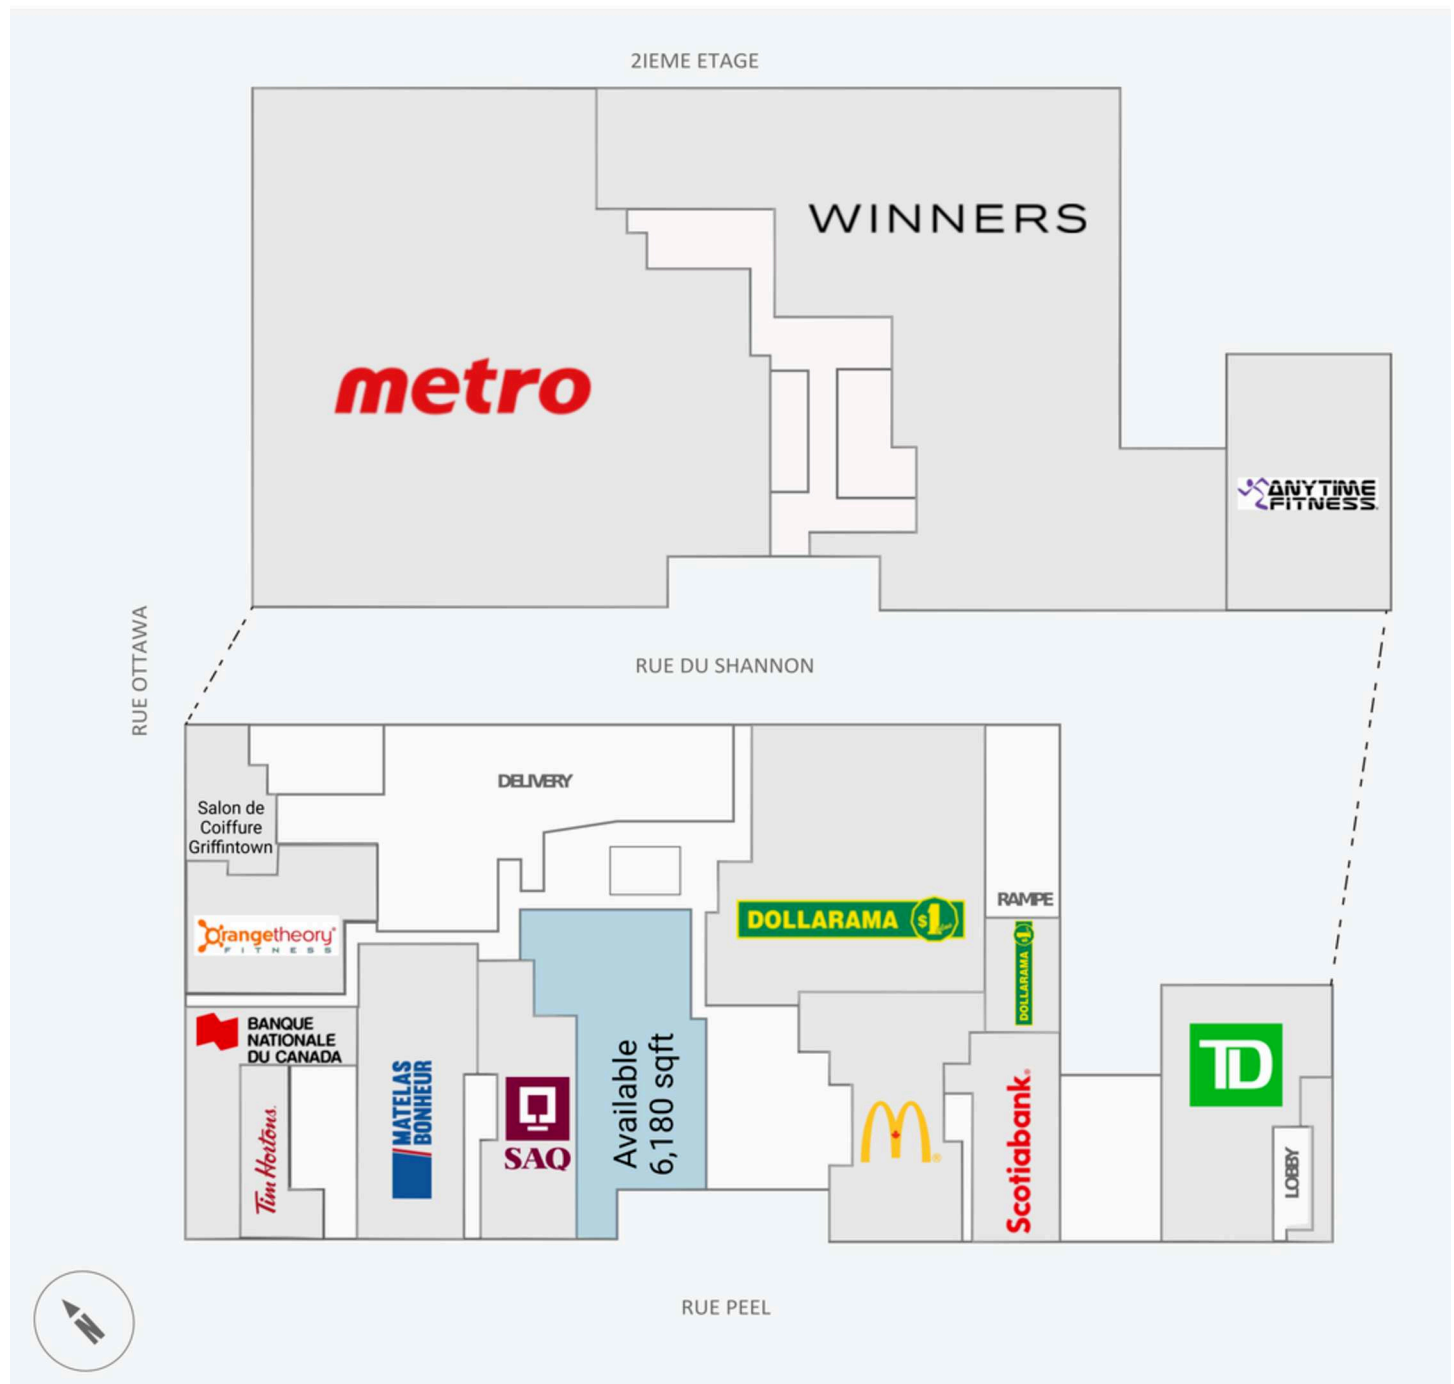 2IEME ETAGE
WINNERS
metro
ANYTIME
FITNESS.
RUE OTTAWA
RUE DU SHANNON
DELIVERY
Salon de
Coiffure
Griffintown
RAMPE
DOLLARAMA $1
Orangetheory®
FITNESS
DOLLARAMA $1
BANQUE
NATIONALE
DU CANADA
TD
MATELAS
BONHEUR
SAQ
Available
6,180 sqft
Tim Hortons.
Scotiabank®
LOBBY
RUE PEEL
N